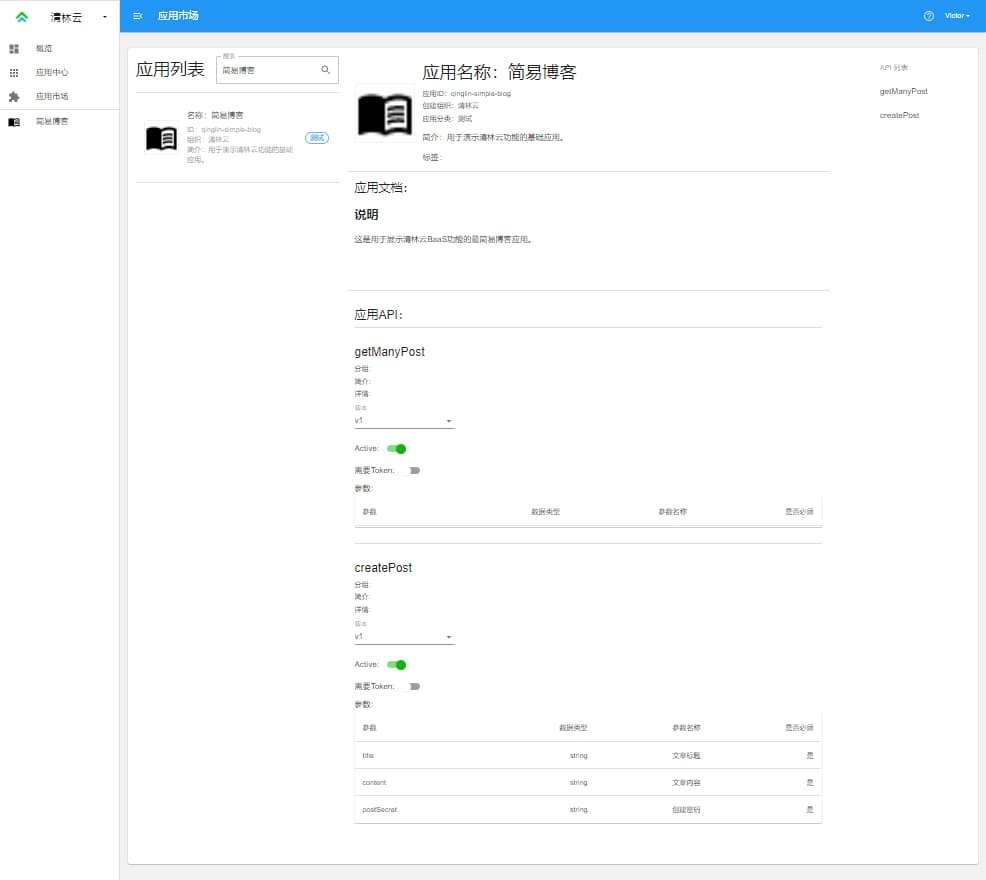 清林云
应用市场
Victor
概览
应用中心
应用市场
简易博客
应用列表
搜索
简易博客
名称：简易博客
ID：qinglin-simple-blog
组织：清林云
简介：用于演示清林云功能的基础
应用。
测试
应用名称：简易博客
应用ID：qinglin-simple-blog
创建组织：清林云
应用分类：测试
简介：用于演示清林云功能的基础应用。
标签：
应用文档：
说明
这是用于展示清林云BaaS功能的最简易博客应用。
应用API：
getManyPost
分组:
简介:
详情:
版本
v1
Active:
需要Token:
参数:
参数 数据类型 参数名称 是否必须
createPost
分组:
简介:
详情:
版本
v1
Active:
需要Token:
参数:
参数 数据类型 参数名称 是否必须
title string 文章标题 是
content string 文章内容 是
postSecret string 创建密码 是
API 列表
getManyPost
createPost